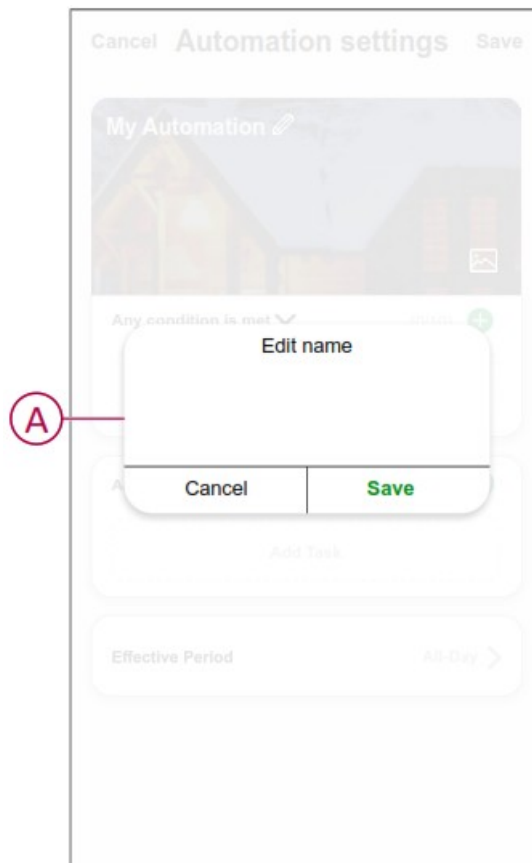 Cancel Automation settings Save
My Automation
Any condition is met
Edit name
A
Cancel Save
Add Task
Effective Period All-Day